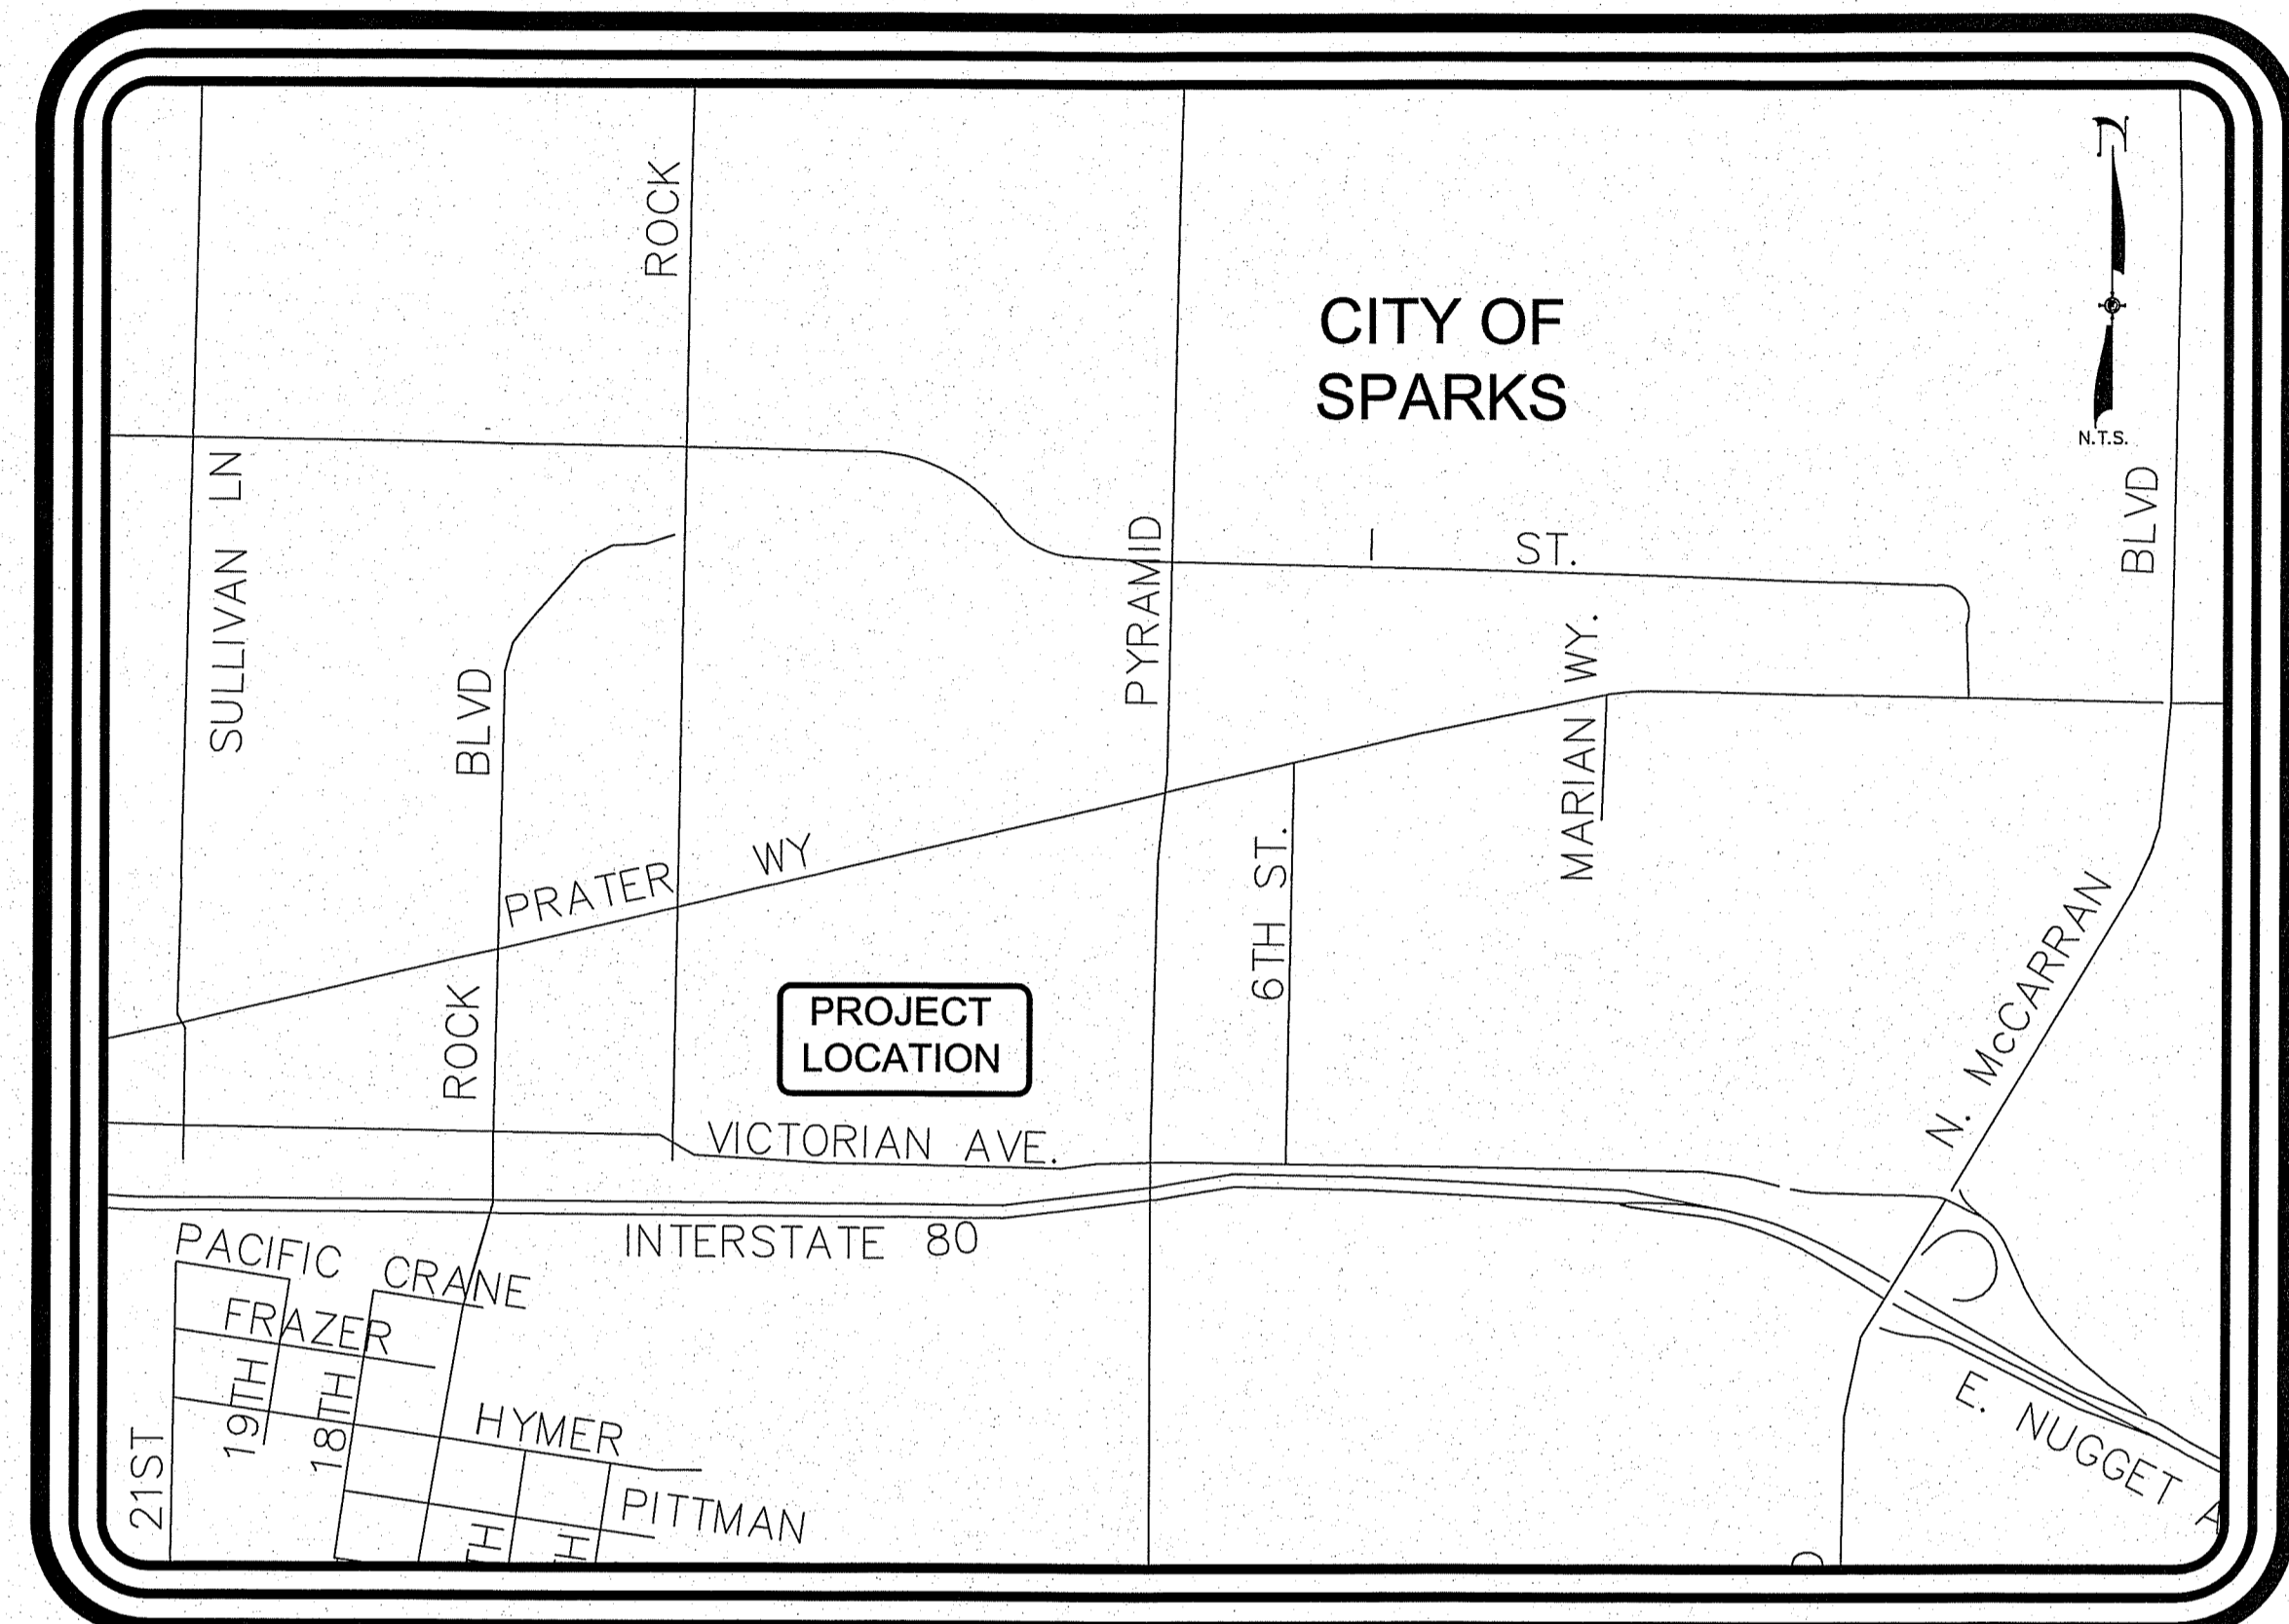 ROCK
CITY OF
SPARKS
N.T.S.
SULLIVAN LN
BLVD
PYRAMID
I ST.
BLVD
MARIAN WY.
PRATER WY
6TH ST.
N. McCARRAN
ROCK
PROJECT
LOCATION
VICTORIAN AVE.
INTERSTATE 80
PACIFIC CRANE
FRAZER
19TH
18TH
21ST
HYMER
PITTMAN
TH
H
E. NUGGET A